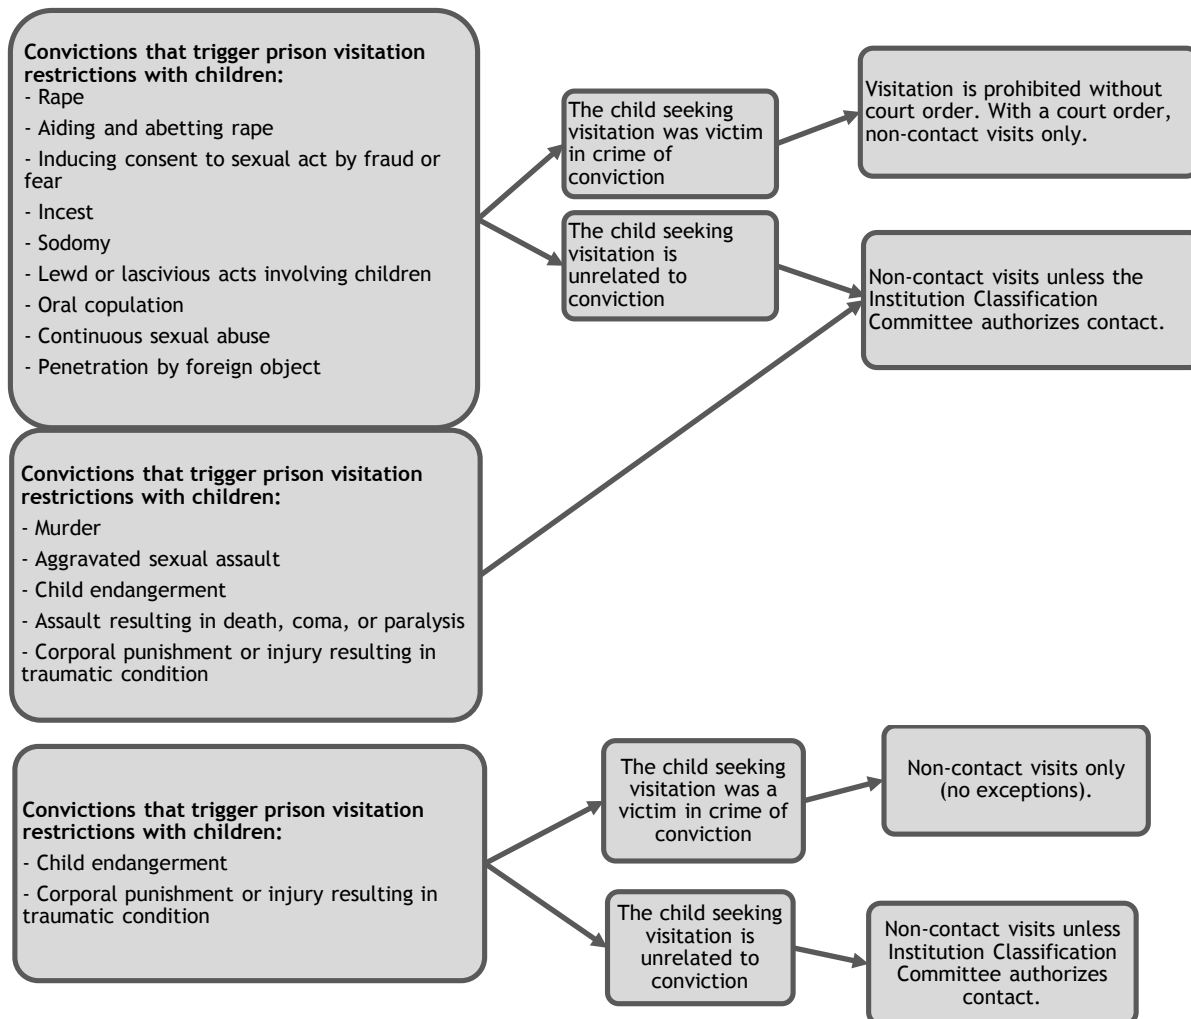 Convictions that trigger prison visitation
restrictions with children:
- Rape
- Aiding and abetting rape
- Inducing consent to sexual act by fraud or
fear
- Incest
- Sodomy
- Lewd or lascivious acts involving children
- Oral copulation
- Continuous sexual abuse
- Penetration by foreign object
The child seeking
visitation was victim
in crime of
conviction
Visitation is prohibited without
court order. With a court order,
non-contact visits only.
The child seeking
visitation is
unrelated to
conviction
Non-contact visits unless the
Institution Classification
Committee authorizes contact.
Convictions that trigger prison visitation
restrictions with children:
- Murder
- Aggravated sexual assault
- Child endangerment
- Assault resulting in death, coma, or paralysis
- Corporal punishment or injury resulting in
traumatic condition
Convictions that trigger prison visitation
restrictions with children:
- Child endangerment
- Corporal punishment or injury resulting in
traumatic condition
The child seeking
visitation was a
victim in crime of
conviction
Non-contact visits only
(no exceptions).
The child seeking
visitation is
unrelated to
conviction
Non-contact visits unless
Institution Classification
Committee authorizes
contact.